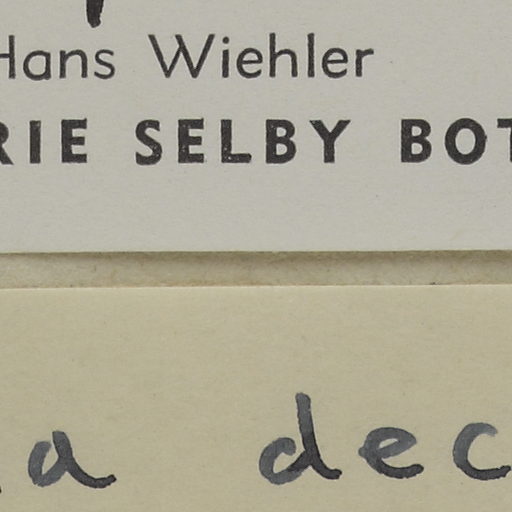 Hans Wiehler
RIE SELBY BOT
a dec